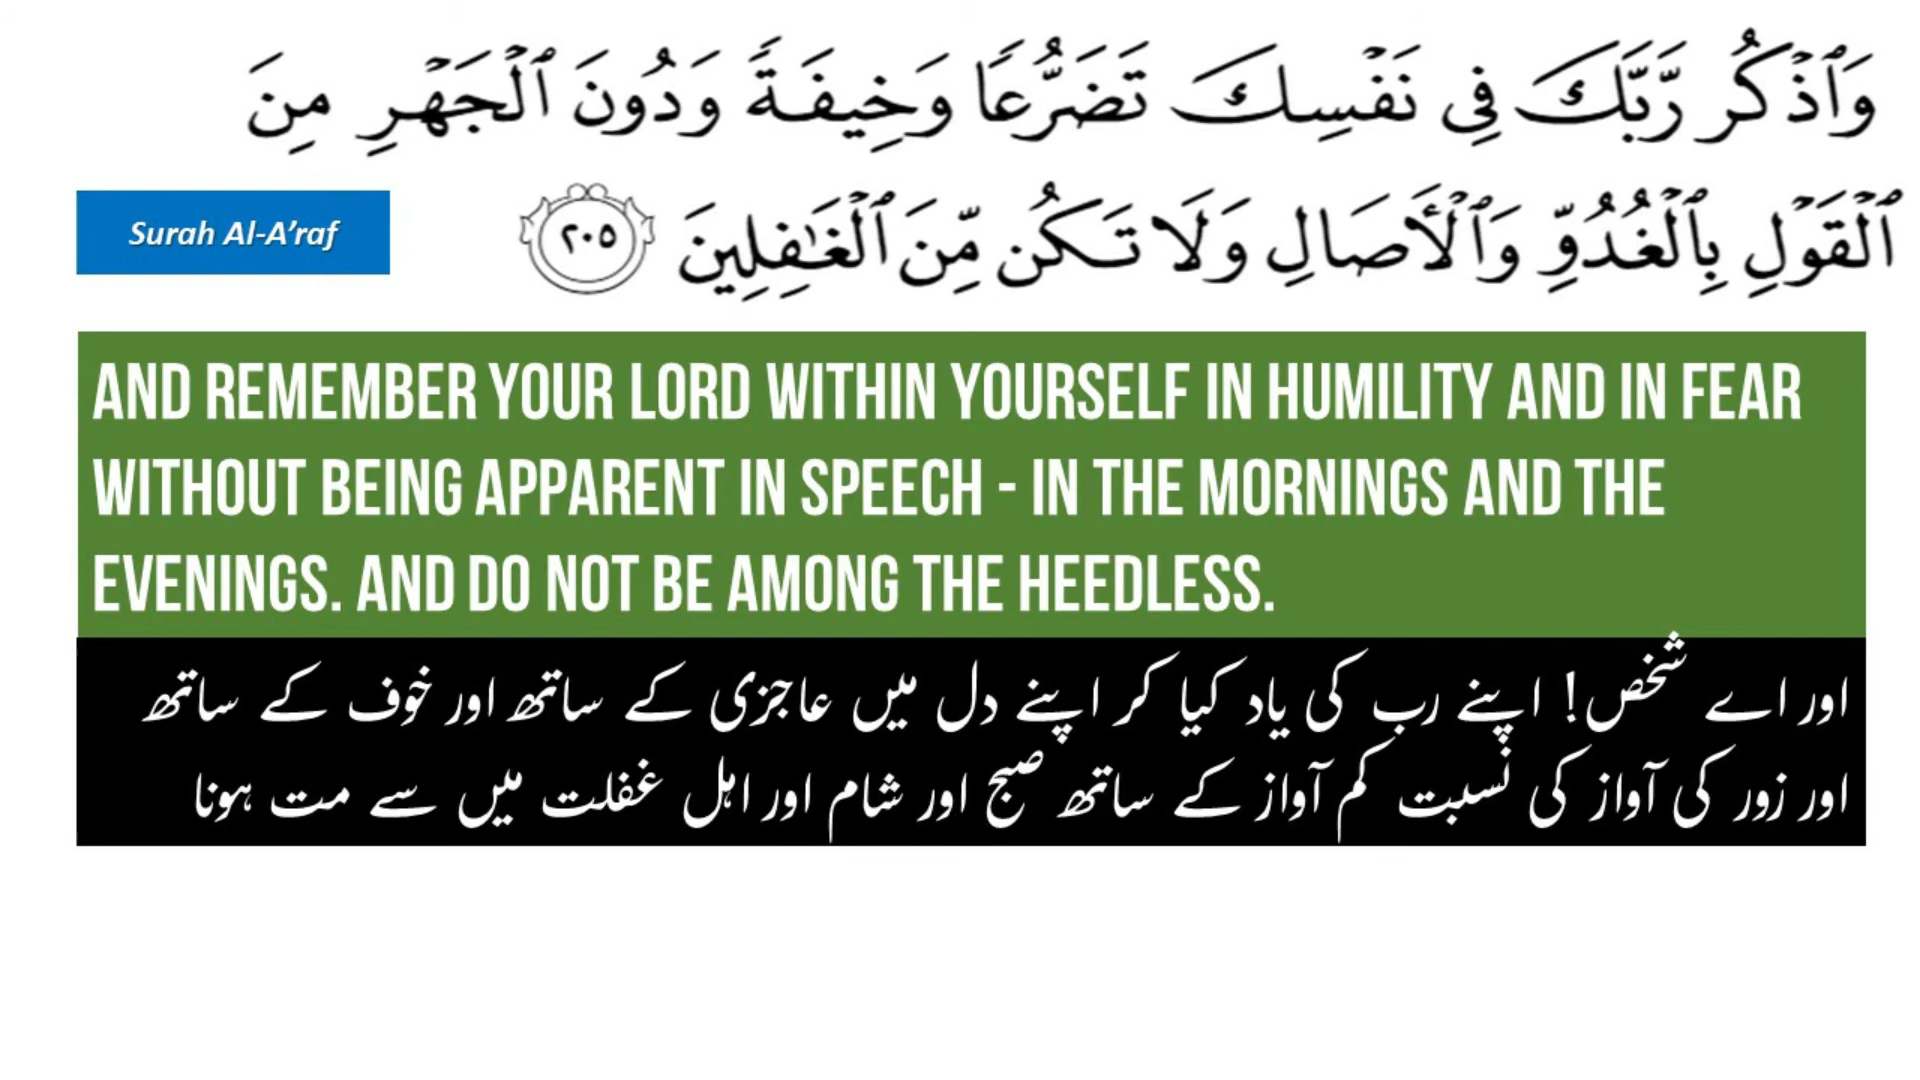 وَٱذۡكُر رَّبَّكَ فِى نَفۡسِكَ تَضَرُّعًا وَخِيفَةً وَدُونَ ٱلۡجَهۡرِ مِنَ
ٱلۡقَوۡلِ بِٱلۡغُدُوِّ وَٱلۡأَصَالِ وَلَا تَكُن مِّنَ ٱلۡغَٰفِلِينَ ٢٠٥
Surah Al-A’raf
AND REMEMBER YOUR LORD WITHIN YOURSELF IN HUMILITY AND IN FEAR
WITHOUT BEING APPARENT IN SPEECH - IN THE MORNINGS AND THE
EVENINGS. AND DO NOT BE AMONG THE HEEDLESS.
اور اے شخص! اپنے رب کی یاد کیا کر اپنے دل میں عاجزی کے ساتھ اور خوف کے ساتھ
اور زور کی آواز کی نسبت کم آواز کے ساتھ صبح اور شام اور اہل غفلت میں سے مت ہونا